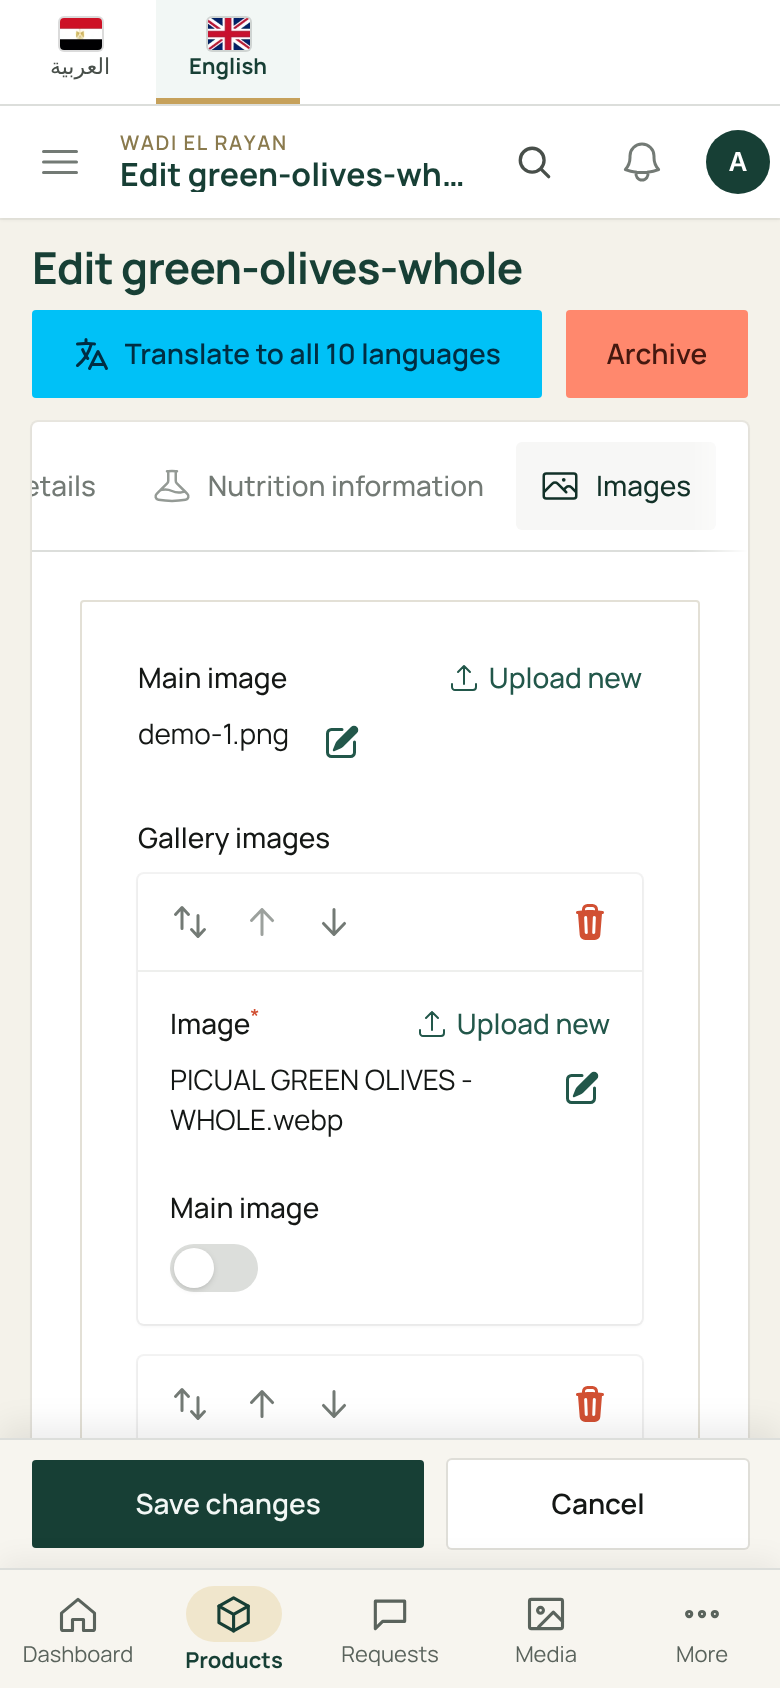 العربية
English
WADI EL RAYAN
Edit green-olives-wh...
A
Edit green-olives-whole
Translate to all 10 languages
Archive
etails
Nutrition information
Images
Main image
Upload new
demo-1.png
Gallery images
Image*
Upload new
PICUAL GREEN OLIVES -
WHOLE.webp
Main image
Save changes
Cancel
Dashboard
Products
Requests
Media
More